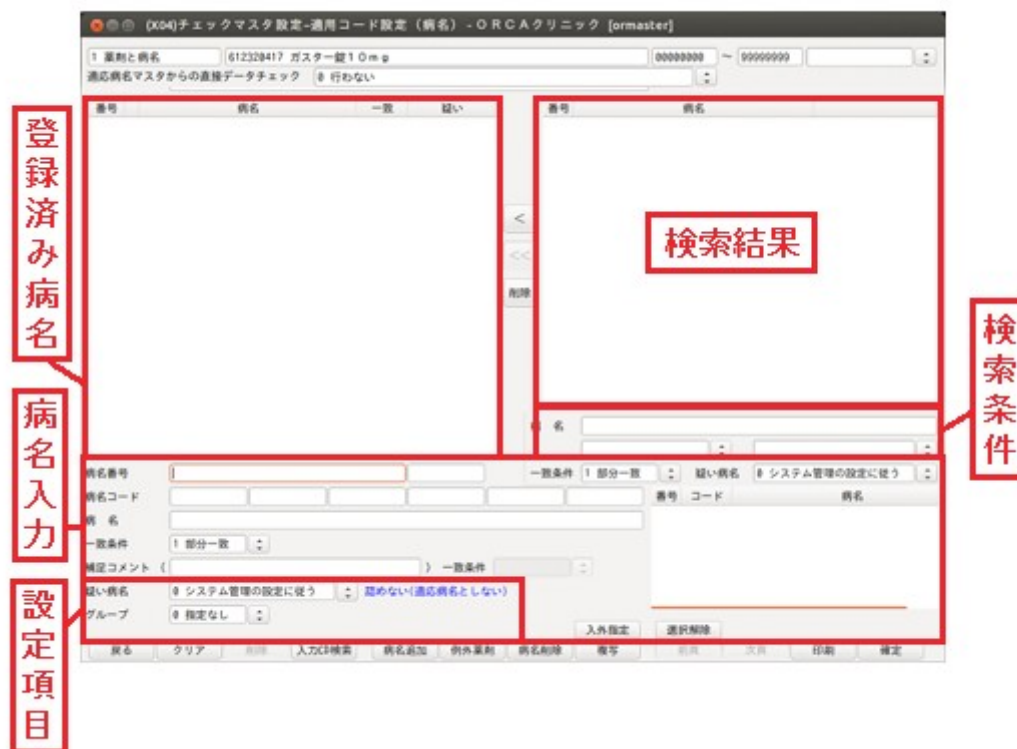 (X04)チェックマスタ設定-適用コード設定(病名)-ORCAクリニック [ormaster]
1 薬剤と病名 612320417 ガスター錠10mg 00000000 ~ 99999999
適応病名マスタからの直接データチェック 0 行わない
番号 病名 一致 疑い 番号 病名
登録済み病名
<
<<
削除
検索結果
検索条件
病名入力
名
病名番号 一致条件 1 部分一致 疑い病名 0 システム管理の設定に従う
病名コード 番号 コード 病名
病 名
一致条件 1 部分一致
補足コメント ( ) 一致条件
設定項目
疑い病名 0 システム管理の設定に従う 認めない(適応病名としない)
グループ 0 指定なし
入外指定 選択解除
戻る クリア 削除 入力CD検索 病名追加 例外薬剤 病名削除 複写 前頁 次頁 印刷 確定